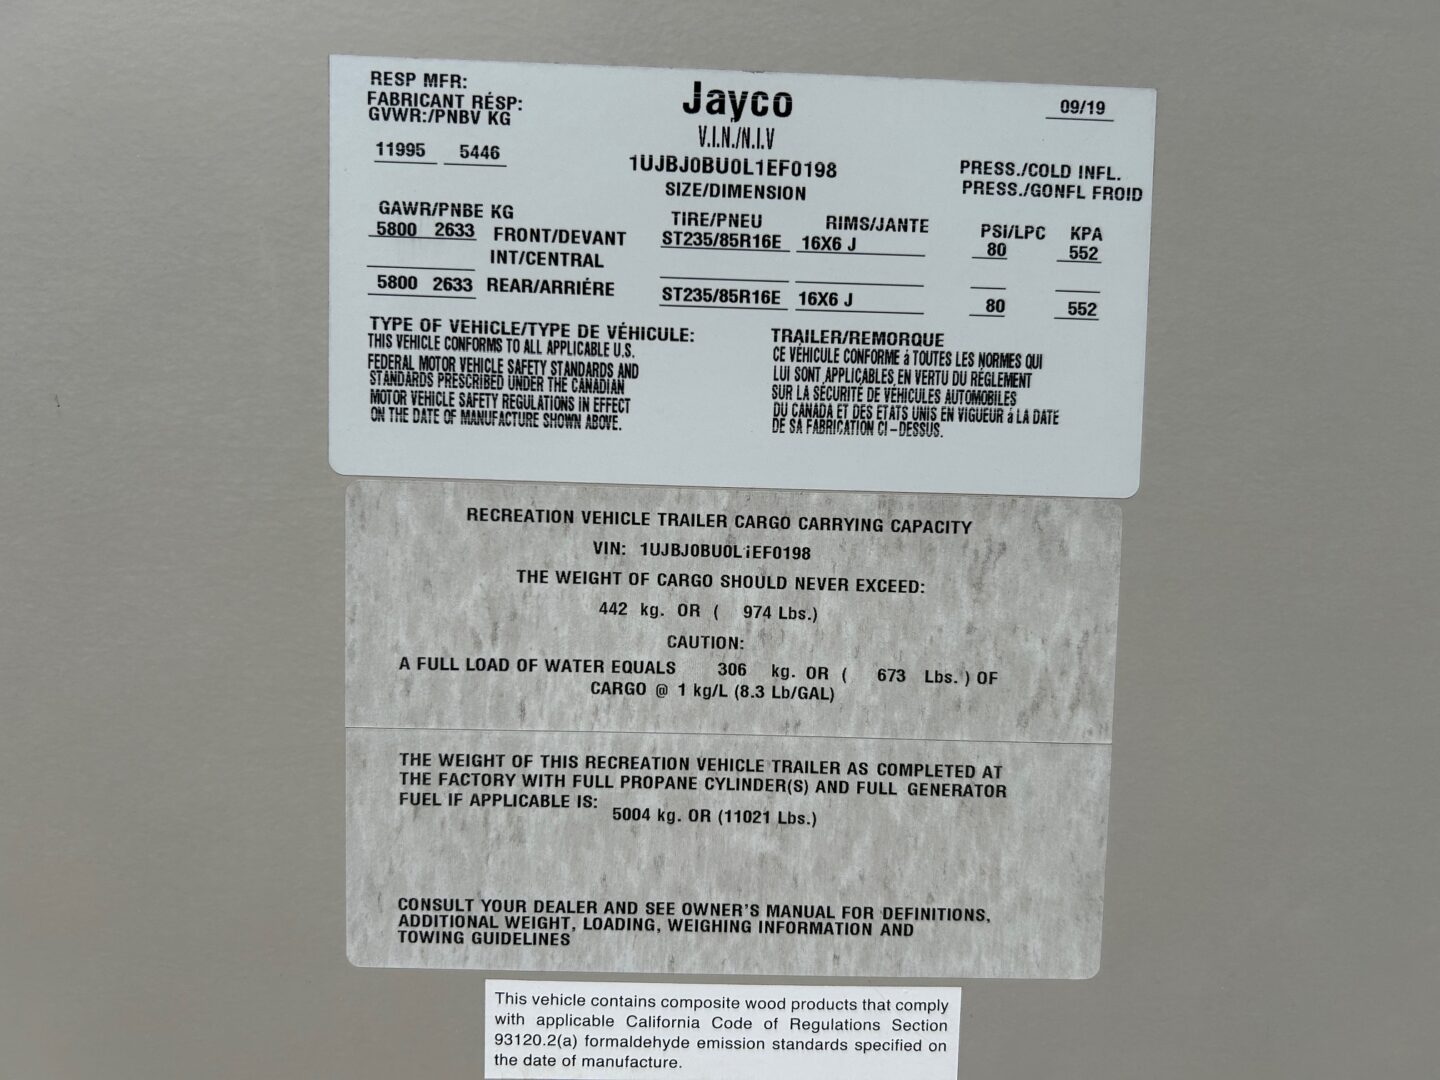 RESP MFR:
FABRICANT RÉSP:
GVWR:/PNBV KG
11995 5446
Jayco
V.I.N./N.I.V
1UJBJ0BU0L1EF0198
SIZE/DIMENSION
09/19
PRESS./COLD INFL.
PRESS./GONFL FROID
GAWR/PNBE KG TIRE/PNEU RIMS/JANTE PSI/LPC KPA
5800 2633 FRONT/DEVANT ST235/85R16E 16X6 J 80 552
INT/CENTRAL
5800 2633 REAR/ARRIÉRE ST235/85R16E 16X6 J 80 552
TYPE OF VEHICLE/TYPE DE VÉHICULE: TRAILER/REMORQUE
THIS VEHICLE CONFORMS TO ALL APPLICABLE U.S.
FEDERAL MOTOR VEHICLE SAFETY STANDARDS AND
STANDARDS PRESCRIBED UNDER THE CANADIAN
MOTOR VEHICLE SAFETY REGULATIONS IN EFFECT
ON THE DATE OF MANUFACTURE SHOWN ABOVE.
CE VÉHICULE CONFORME á TOUTES LES NORMES QUI
LUI SONT APPLICABLES EN VERTU DU RÉGLEMENT
SUR LA SÉCURITÉ DE VÉHICULES AUTOMOBILES
DU CANADA ET DES ETATS UNIS EN VIGUEUR á LA DATE
DE SA FABRICATION CI-DESSUS.
RECREATION VEHICLE TRAILER CARGO CARRYING CAPACITY
VIN: 1UJBJ0BU0L1EF0198
THE WEIGHT OF CARGO SHOULD NEVER EXCEED:
442 kg. OR ( 974 Lbs.)
CAUTION:
A FULL LOAD OF WATER EQUALS 306 kg. OR ( 673 Lbs. ) OF
CARGO @ 1 kg/L (8.3 Lb/GAL)
THE WEIGHT OF THIS RECREATION VEHICLE TRAILER AS COMPLETED AT
THE FACTORY WITH FULL PROPANE CYLINDER(S) AND FULL GENERATOR
FUEL IF APPLICABLE IS:
5004 kg. OR (11021 Lbs.)
CONSULT YOUR DEALER AND SEE OWNER'S MANUAL FOR DEFINITIONS,
ADDITIONAL WEIGHT, LOADING, WEIGHING INFORMATION AND
TOWING GUIDELINES
This vehicle contains composite wood products that comply
with applicable California Code of Regulations Section
93120.2(a) formaldehyde emission standards specified on
the date of manufacture.